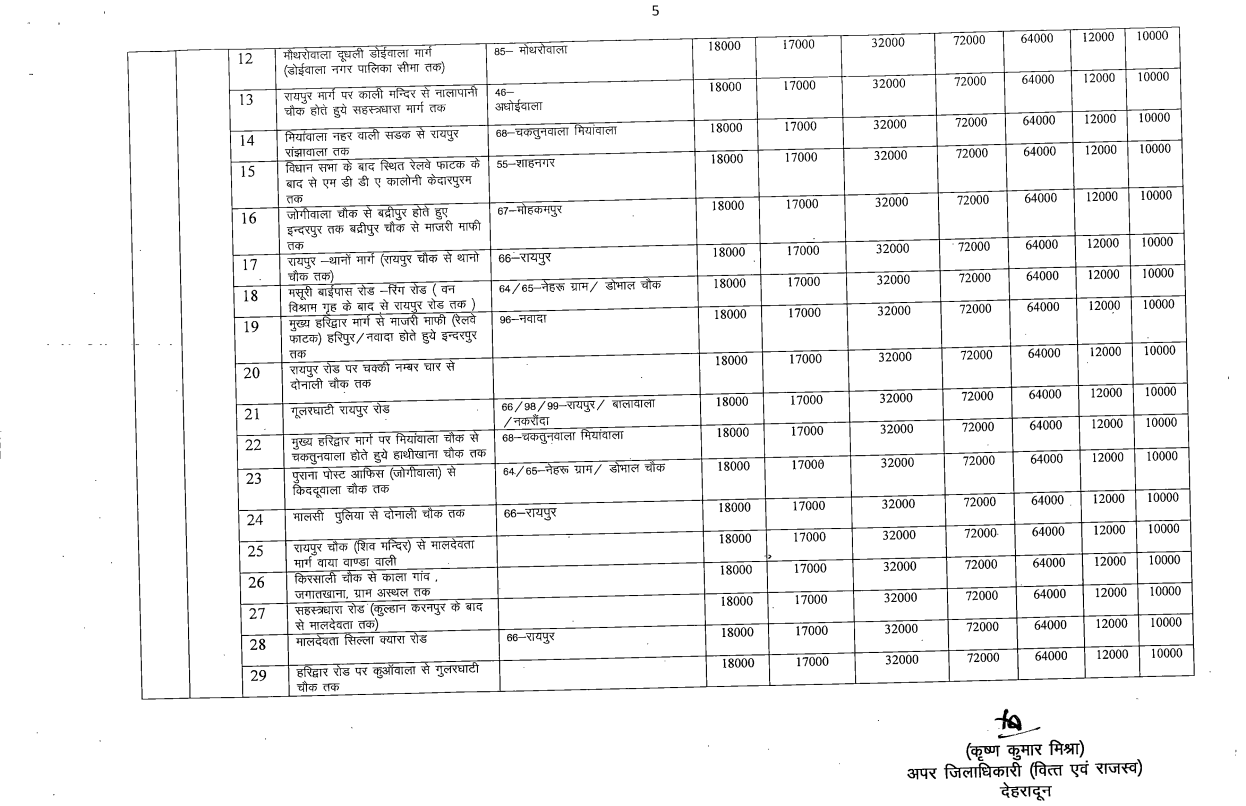 5
12 मौथरोवाला दूधली डोईवाला मार्ग 85– मोथरोवाला 18000 17000 32000 72000 64000 12000 10000
(डोईवाला नगर पालिका सीमा तक)
13 रायपुर मार्ग पर काली मन्दिर से नालापानी 46– 18000 17000 32000 72000 64000 12000 10000
चौक होते हुये सहस्त्रधारा मार्ग तक अधोईवाला
14 मियांवाला नहर वाली सडक से रायपुर 68–चकतुनवाला मियांवाला 18000 17000 32000 72000 64000 12000 10000
रांझावाला तक
15 विधान सभा के बाद स्थित रेलवे फाटक के 55–शाहनगर 18000 17000 32000 72000 64000 12000 10000
बाद से एम डी डी ए कालोनी केदारपुरम
तक
16 जोगीवाला चौक से बद्रीपुर होते हुए 67–मोहकमपुर 18000 17000 32000 72000 64000 12000 10000
इन्दरपुर तक बद्रीपुर चौक से माजरी माफी
तक
17 रायपुर –थानों मार्ग (रायपुर चौक से थानो 66–रायपुर 18000 17000 32000 72000 64000 12000 10000
चौक तक)
18 मसूरी बाईपास रोड –रिंग रोड ( वन 64/65–नेहरू ग्राम/ डोभाल चौक 18000 17000 32000 72000 64000 12000 10000
विश्राम गृह के बाद से रायपुर रोड तक )
19 मुख्य हरिद्वार मार्ग से माजरी माफी (रेलवे 96–नवादा 18000 17000 32000 72000 64000 12000 10000
फाटक) हरिपुर/नवादा होते हुये इन्दरपुर
तक
20 रायपुर रोड पर चक्की नम्बर चार से 18000 17000 32000 72000 64000 12000 10000
दोनाली चौक तक
21 गूलरघाटी रायपुर रोड 66/98/99–रायपुर/ बालावाला 18000 17000 32000 72000 64000 12000 10000
/नकरौंदा
22 मुख्य हरिद्वार मार्ग पर मियांवाला चौक से 68–चकतुनवाला मियांवाला 18000 17000 32000 72000 64000 12000 10000
चकतुनवाला होते हुये हाथीखाना चौक तक
23 पुराना पोस्ट आफिस (जोगीवाला) से 64/65–नेहरू ग्राम/ डोभाल चौक 18000 17000 32000 72000 64000 12000 10000
किददूवाला चौक तक
24 मालसी पुलिया से दोनाली चौक तक 66–रायपुर 18000 17000 32000 72000 64000 12000 10000
25 रायपुर चौक (शिव मन्दिर) से मालदेवता 18000 17000 32000 72000 64000 12000 10000
मार्ग वाया वाण्डा वाली
26 किरसाली चौक से काला गांव , 18000 17000 32000 72000 64000 12000 10000
जगातखाना, ग्राम अस्थल तक
27 सहस्त्रधारा रोड (कुल्हान करनपुर के बाद 18000 17000 32000 72000 64000 12000 10000
से मालदेवता तक)
28 मालदेवता सिल्ला क्यारा रोड 66–रायपुर 18000 17000 32000 72000 64000 12000 10000
29 हरिद्वार रोड पर कुऑवाला से गुलरघाटी 18000 17000 32000 72000 64000 12000 10000
चौक तक
(कृष्ण कुमार मिश्रा)
अपर जिलाधिकारी (वित्त एवं राजस्व)
देहरादून